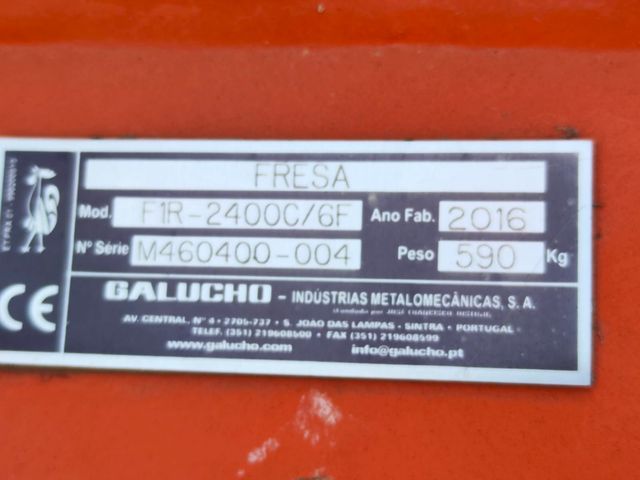 FRESA
Mod. F1R-2400C/6F Ano Fab. 2016
Nº Série M460400-004 Peso 590 Kg
CE
GALUCHO - INDÚSTRIAS METALOMECÂNICAS, S. A.
AV. CENTRAL, Nº 4 • 2705-737 • S. JOÃO DAS LAMPAS - SINTRA • PORTUGAL
TELEF. (351) 219608500 • FAX (351) 219608599
www.galucho.com info@galucho.pt